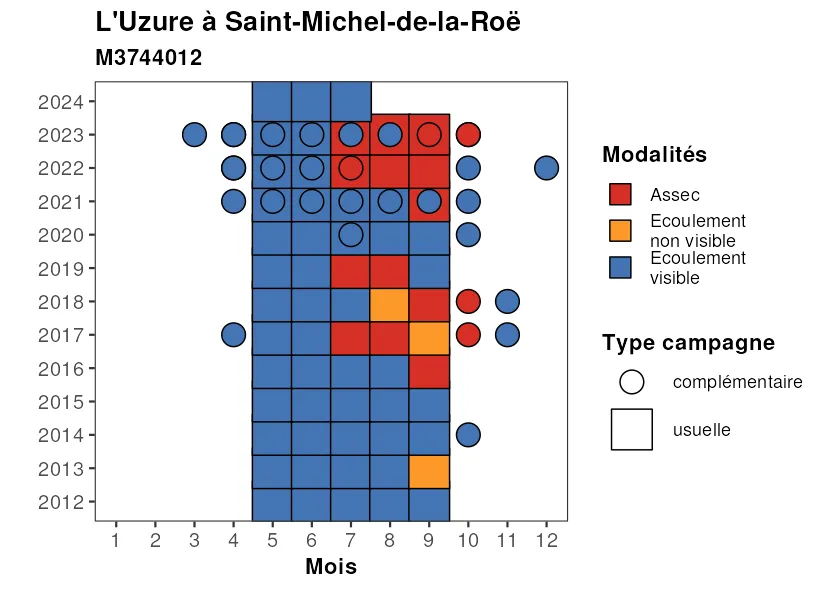 L'Uzure à Saint-Michel-de-la-Roë
M3744012
2024
2023
2022
2021
2020
2019
2018
2017
2016
2015
2014
2013
2012
1 2 3 4 5 6 7 8 9 10 11 12
Mois
Modalités
Assec
Ecoulement
non visible
Ecoulement
visible
Type campagne
complémentaire
usuelle